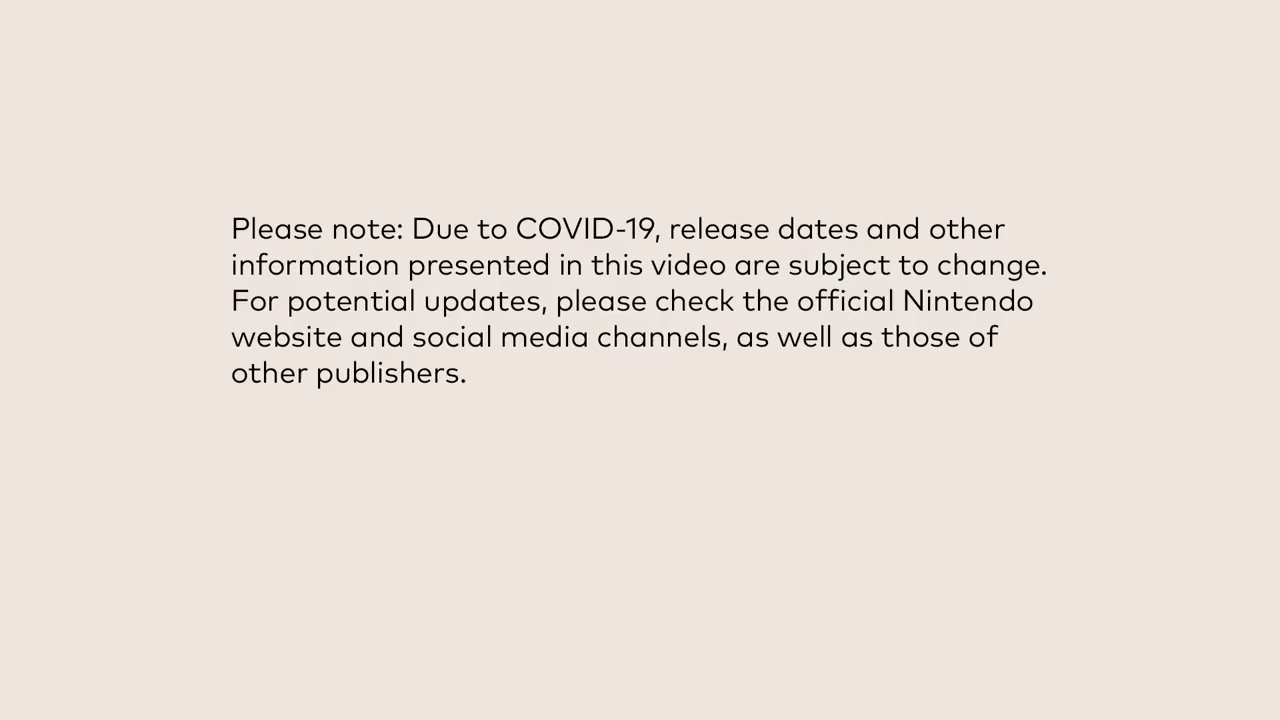 Please note: Due to COVID-19, release dates and other
information presented in this video are subject to change.
For potential updates, please check the official Nintendo
website and social media channels, as well as those of
other publishers.